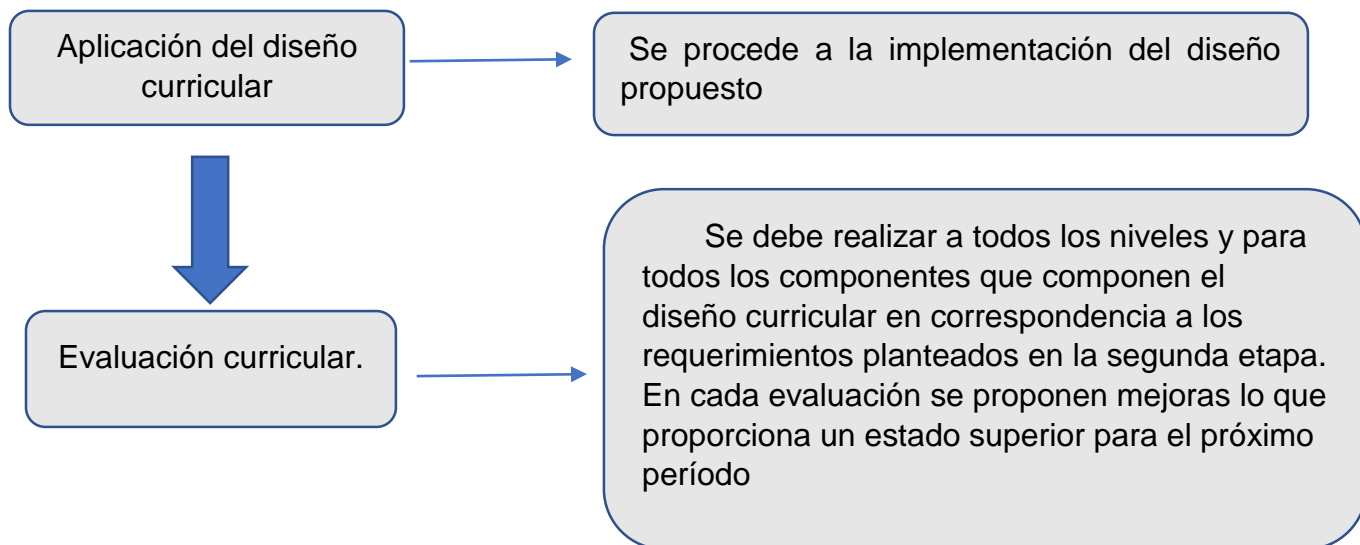 Aplicación del diseño
curricular
Se procede a la implementación del diseño
propuesto
Evaluación curricular.
Se debe realizar a todos los niveles y para
todos los componentes que componen el
diseño curricular en correspondencia a los
requerimientos planteados en la segunda etapa.
En cada evaluación se proponen mejoras lo que
proporciona un estado superior para el próximo
período